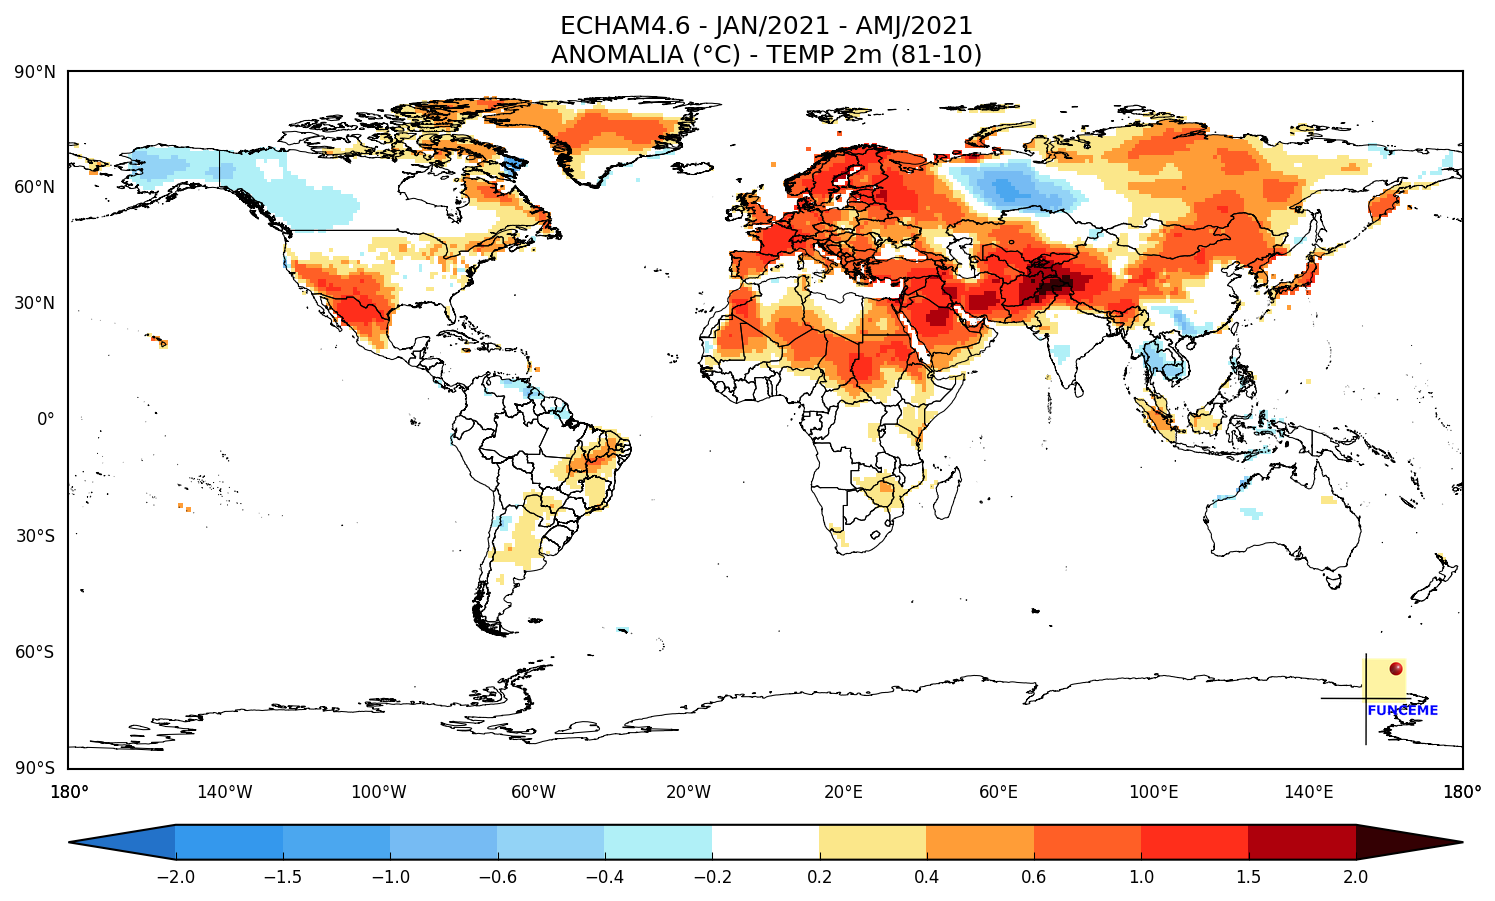 ECHAM4.6 - JAN/2021 - AMJ/2021
ANOMALIA (°C) - TEMP 2m (81-10)
90°N
60°N
30°N
0°
30°S
60°S
90°S
FUNCEME
180° 140°W 100°W 60°W 20°W 20°E 60°E 100°E 140°E 180°
−2.0 −1.5 −1.0 −0.6 −0.4 −0.2 0.2 0.4 0.6 1.0 1.5 2.0